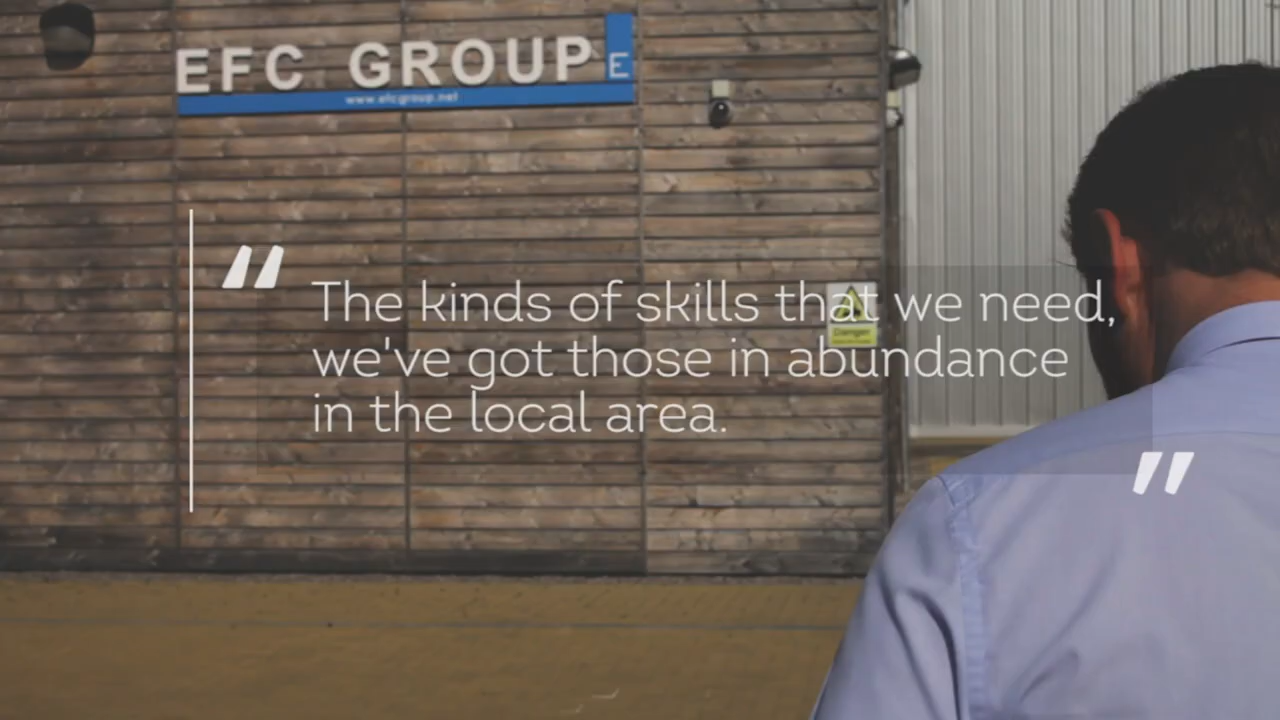 EFC GROUP E
www.efcgroup.net
“
The kinds of skills that we need,
we've got those in abundance
in the local area.
”
Danger